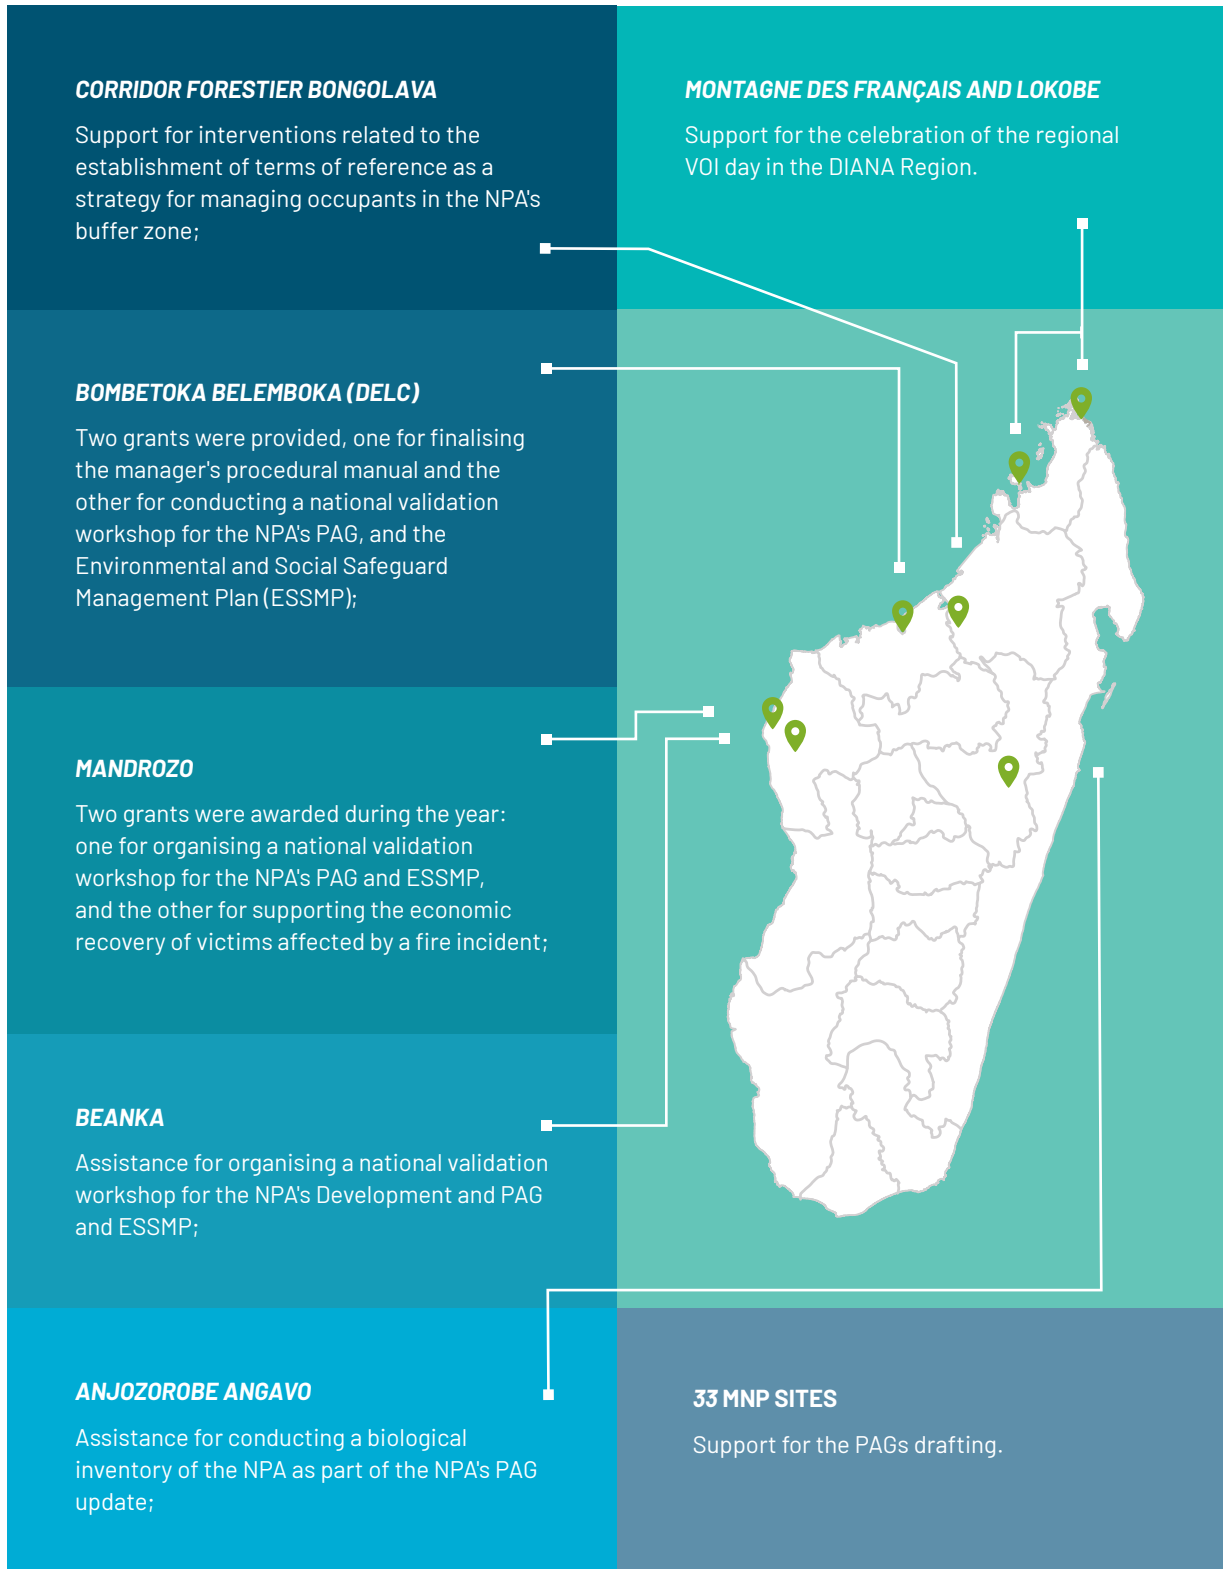 CORRIDOR FORESTIER BONGOLAVA
Support for interventions related to the
establishment of terms of reference as a
strategy for managing occupants in the NPA's
buffer zone;
MONTAGNE DES FRANÇAIS AND LOKOBE
Support for the celebration of the regional
VOI day in the DIANA Region.
BOMBETOKA BELEMBOKA (DELC)
Two grants were provided, one for finalising
the manager's procedural manual and the
other for conducting a national validation
workshop for the NPA's PAG, and the
Environmental and Social Safeguard
Management Plan (ESSMP);
MANDROZO
Two grants were awarded during the year:
one for organising a national validation
workshop for the NPA's PAG and ESSMP,
and the other for supporting the economic
recovery of victims affected by a fire incident;
BEANKA
Assistance for organising a national validation
workshop for the NPA's Development and PAG
and ESSMP;
ANJOZOROBE ANGAVO
Assistance for conducting a biological
inventory of the NPA as part of the NPA's PAG
update;
33 MNP SITES
Support for the PAGs drafting.